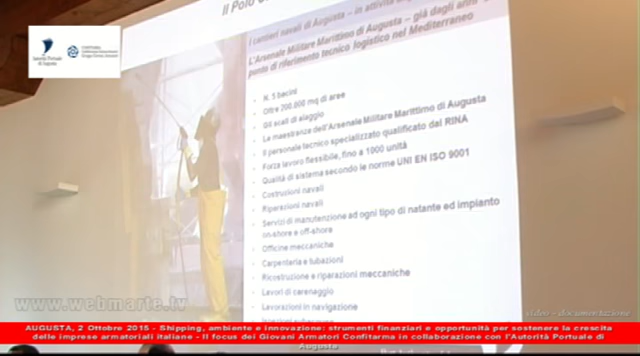 Il Polo
I cantieri navali di Augusta – in attività
L'Arsenale Militare Marittimo di Augusta – già dagli anni
punto di riferimento tecnico logistico nel Mediterraneo
- N. 5 bacini
- Oltre 200.000 mq di aree
- Gli scali di alaggio
- Le maestranze dell'Arsenale Militare Marittimo di Augusta
- Il personale tecnico specializzato qualificato dal RINA
- Forza lavoro flessibile, fino a 1000 unità
- Qualità di sistema secondo le norme UNI EN ISO 9001
- Costruzioni navali
- Riparazioni navali
- Servizi di manutenzione ad ogni tipo di natante ed impianto
on-shore e off-shore
- Officine meccaniche
- Carpenteria e tubazioni
- Ricostruzione e riparazioni meccaniche
- Lavori di carenaggio
- Lavorazioni in navigazione
www.webmarte.tv
video - documentazione
AUGUSTA, 2 Ottobre 2015 - Shipping, ambiente e innovazione: strumenti finanziari e opportunità per sostenere la crescita
delle imprese armatoriali italiane - Il focus dei Giovani Armatori Confitarma in collaborazione con l'Autorità Portuale di
Augusta